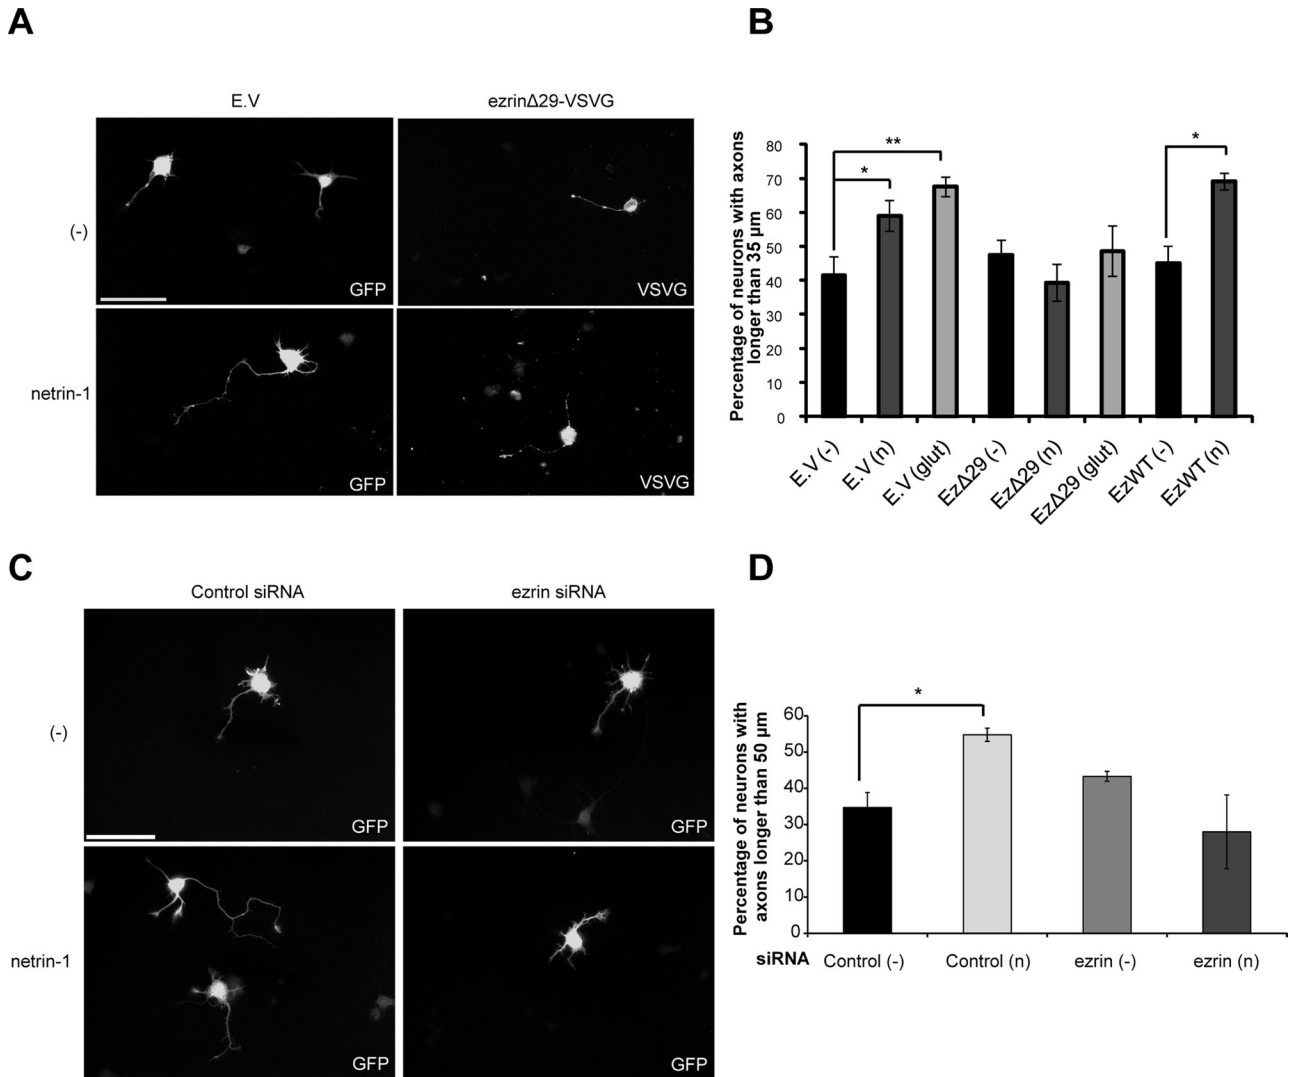 A
E.V
ezrinΔ29-VSVG
(-)
GFP
VSVG
netrin-1
GFP
VSVG
B
Percentage of neurons with axons
longer than 35 µm
80
70
60
50
40
30
20
10
0
*
**
*
E.V (-)
E.V (n)
E.V (glut)
EzΔ29 (-)
EzΔ29 (n)
EzΔ29 (glut)
EzWT (-)
EzWT (n)
C
Control siRNA
ezrin siRNA
(-)
GFP
GFP
netrin-1
GFP
GFP
D
Percentage of neurons with
axons longer than 50 µm
60
50
40
30
20
10
0
*
siRNA Control (-) Control (n) ezrin (-) ezrin (n)